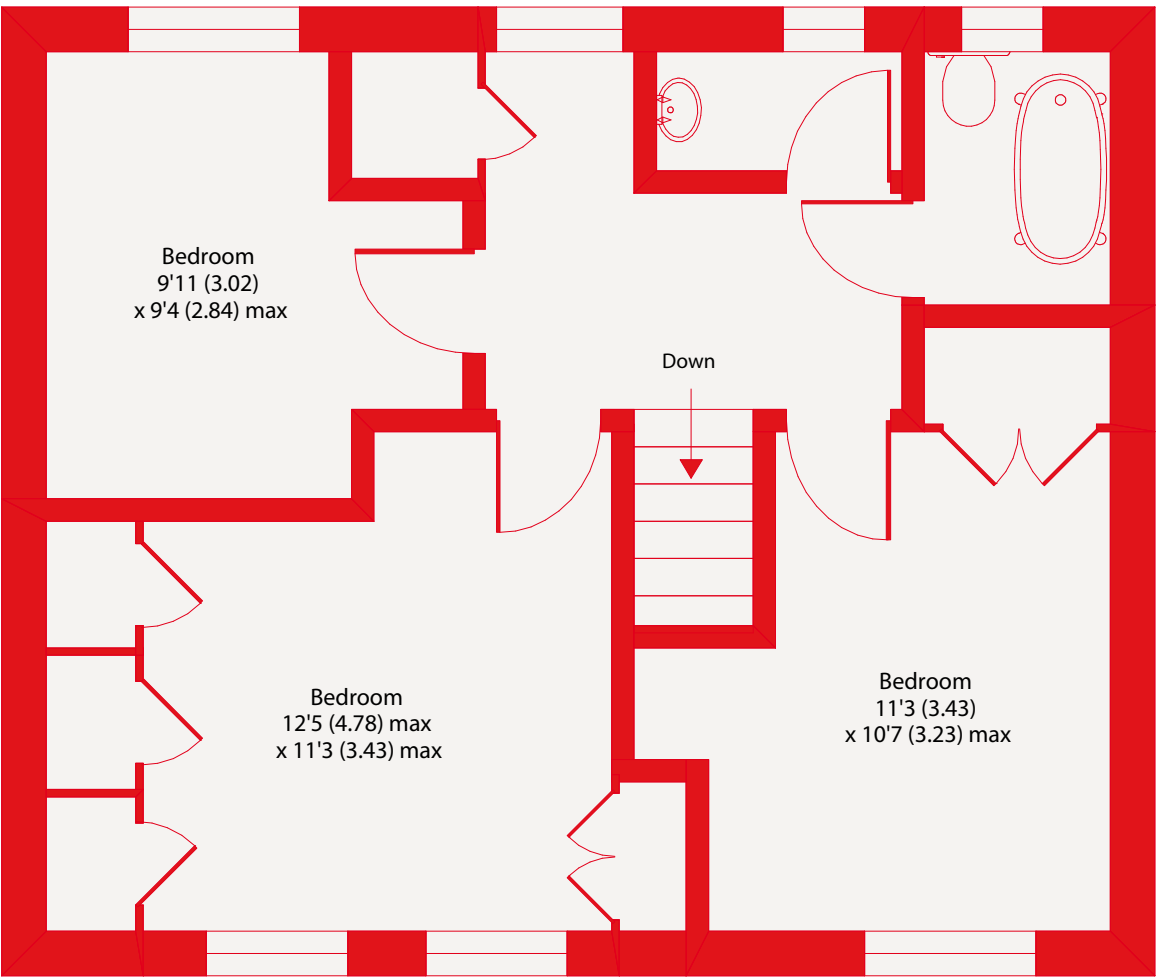 Bedroom
9'11 (3.02)
x 9'4 (2.84) max
Down
Bedroom
12'5 (4.78) max
x 11'3 (3.43) max
Bedroom
11'3 (3.43)
x 10'7 (3.23) max